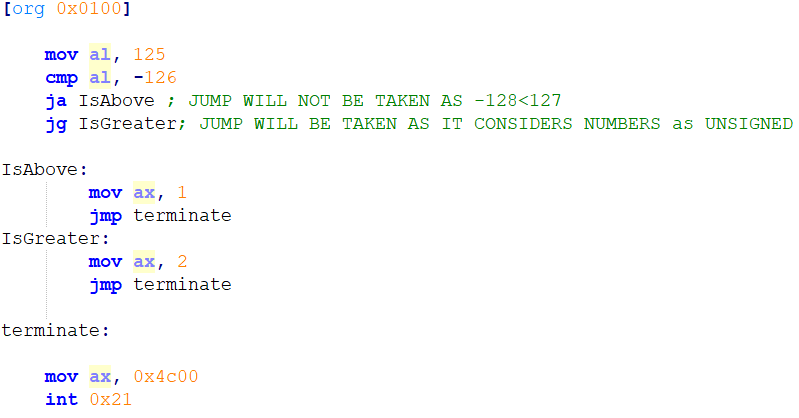 [org 0x0100]
mov al, 125
cmp al, -126
ja IsAbove ; JUMP WILL NOT BE TAKEN AS -128<127
jg IsGreater; JUMP WILL BE TAKEN AS IT CONSIDERS NUMBERS as UNSIGNED
IsAbove:
mov ax, 1
jmp terminate
IsGreater:
mov ax, 2
jmp terminate
terminate:
mov ax, 0x4c00
int 0x21